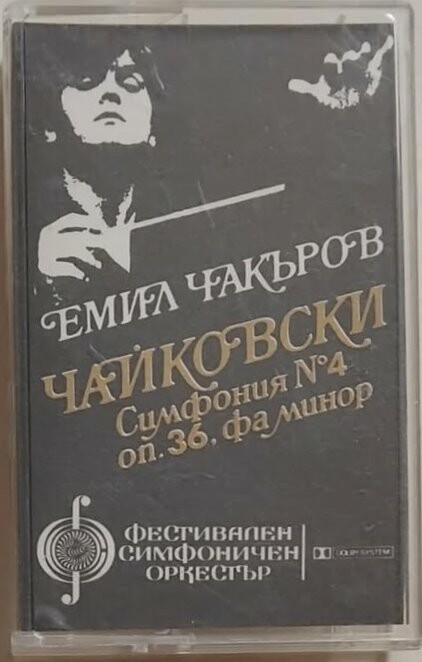 ЕМИЛ ЧАКЪРОВ
ЧАЙКОВСКИ
Симфония №4
оп. 36, фа минор
ФЕСТИВАЛЕН
СИМФОНИЧЕН
ОРКЕСТЪР
DOLBY SYSTEM